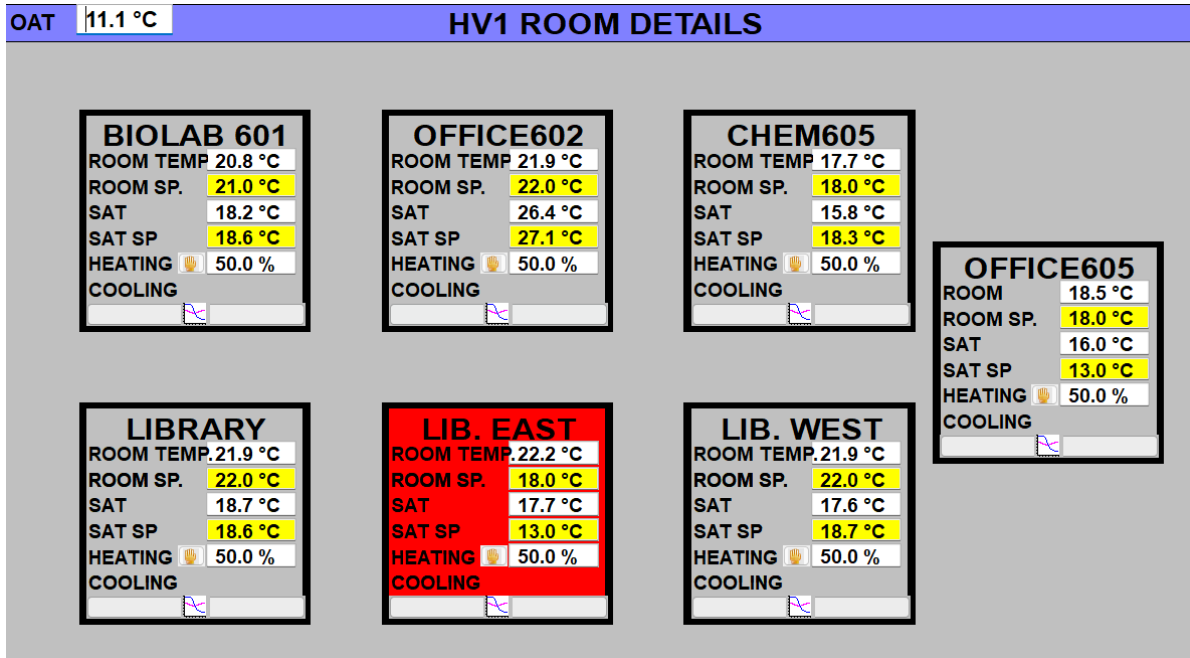 OAT 11.1 °C HV1 ROOM DETAILS
BIOLAB 601
ROOM TEMP 20.8 °C
ROOM SP. 21.0 °C
SAT 18.2 °C
SAT SP 18.6 °C
HEATING 50.0 %
COOLING
OFFICE602
ROOM TEMP 21.9 °C
ROOM SP. 22.0 °C
SAT 26.4 °C
SAT SP 27.1 °C
HEATING 50.0 %
COOLING
CHEM605
ROOM TEMP 17.7 °C
ROOM SP. 18.0 °C
SAT 15.8 °C
SAT SP 18.3 °C
HEATING 50.0 %
COOLING
OFFICE605
ROOM 18.5 °C
ROOM SP. 18.0 °C
SAT 16.0 °C
SAT SP 13.0 °C
HEATING 50.0 %
COOLING
LIBRARY
ROOM TEMP. 21.9 °C
ROOM SP. 22.0 °C
SAT 18.7 °C
SAT SP 18.6 °C
HEATING 50.0 %
COOLING
LIB. EAST
ROOM TEMP. 22.2 °C
ROOM SP. 18.0 °C
SAT 17.7 °C
SAT SP 13.0 °C
HEATING 50.0 %
COOLING
LIB. WEST
ROOM TEMP. 21.9 °C
ROOM SP. 22.0 °C
SAT 17.6 °C
SAT SP 18.7 °C
HEATING 50.0 %
COOLING